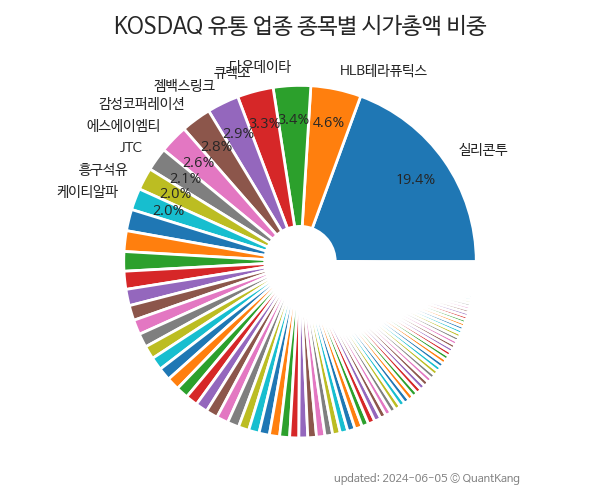 KOSDAQ 유통 업종 종목별 시가총액 비중
HLB테라퓨틱스
다우데이타
큐렉소
젬백스링크
감성코퍼레이션
에스에이엠티
JTC
흥구석유
케이티알파
실리콘투
19.4%
4.6%
3.4%
3.3%
2.9%
2.8%
2.6%
2.1%
2.0%
2.0%
updated: 2024-06-05 © QuantKang